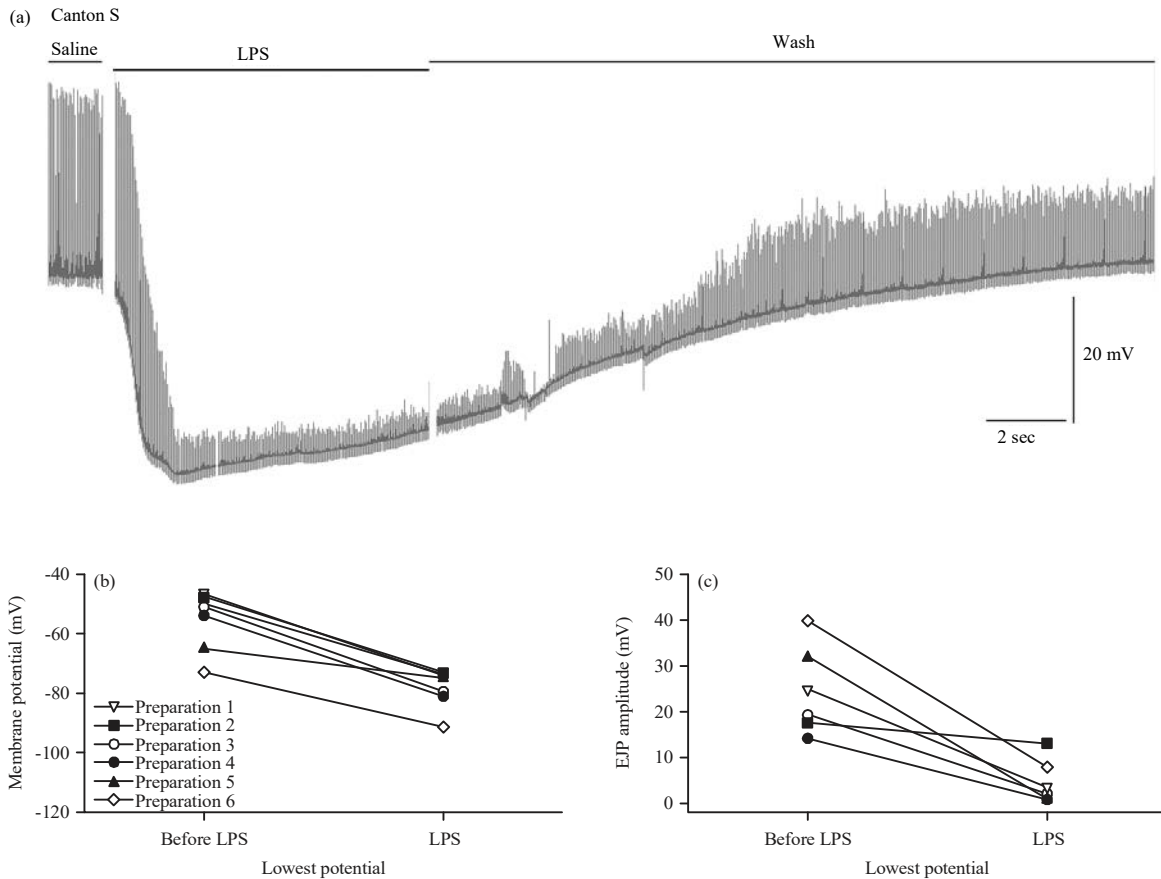 (a) Canton S
Saline
LPS
Wash
20 mV
2 sec
(b)
-40
-60
-80
-100
-120
Membrane potential (mV)
Preparation 1
Preparation 2
Preparation 3
Preparation 4
Preparation 5
Preparation 6
Before LPS LPS
Lowest potential
(c)
50
40
30
20
10
0
EJP amplitude (mV)
Before LPS LPS
Lowest potential